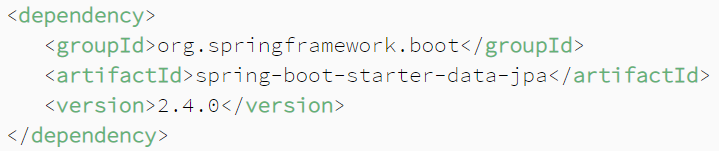 <dependency>
<groupId>org.springframework.boot</groupId>
<artifactId>spring-boot-starter-data-jpa</artifactId>
<version>2.4.0</version>
</dependency>